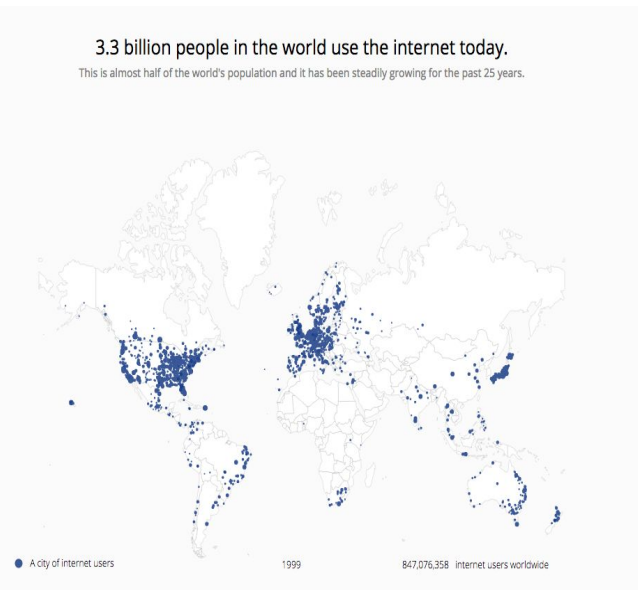 3.3 billion people in the world use the internet today.
This is almost half of the world's population and it has been steadily growing for the past 25 years.
A city of internet users
1999
847,076,358 internet users worldwide